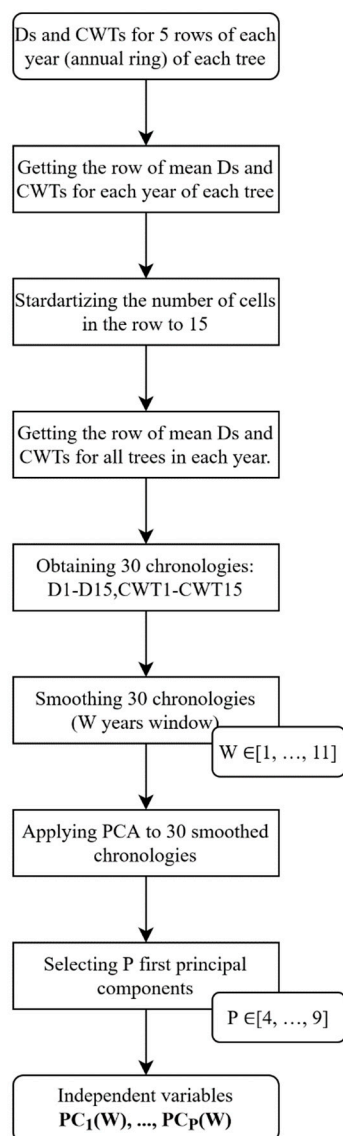 Ds and CWTs for 5 rows of each
year (annual ring) of each tree
Getting the row of mean Ds and
CWTs for each year of each tree
Stardartizing the number of cells
in the row to 15
Getting the row of mean Ds and
CWTs for all trees in each year.
Obtaining 30 chronologies:
D1-D15,CWT1-CWT15
Smoothing 30 chronologies
(W years window)
W ∈[1, …, 11]
Applying PCA to 30 smoothed
chronologies
Selecting P first principal
components
P ∈[4, …, 9]
Independent variables
PC₁(W), ..., PCₚ(W)